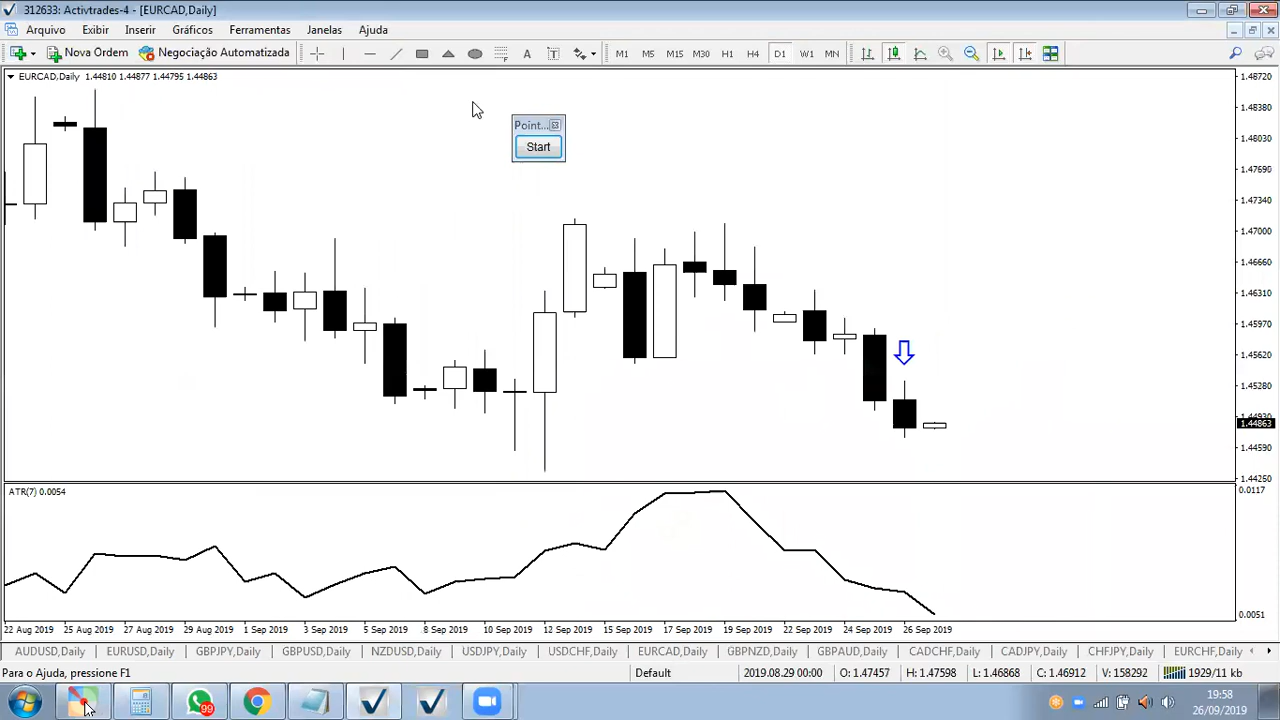 312633: Activtrades-4 - [EURCAD,Daily]
Arquivo Exibir Inserir Gráficos Ferramentas Janelas Ajuda
Nova Ordem Negociação Automatizada A T M1 M5 M15 M30 H1 H4 D1 W1 MN
EURCAD,Daily 1.44810 1.44877 1.44795 1.44863
Point...
Start
1.48720
1.48380
1.48030
1.47690
1.47340
1.47000
1.46660
1.46310
1.45970
1.45620
1.45280
1.44930
1.44863
1.44590
1.44250
ATR(7) 0.0054
0.0117
0.0051
22 Aug 2019 25 Aug 2019 27 Aug 2019 29 Aug 2019 1 Sep 2019 3 Sep 2019 5 Sep 2019 8 Sep 2019 10 Sep 2019 12 Sep 2019 15 Sep 2019 17 Sep 2019 19 Sep 2019 22 Sep 2019 24 Sep 2019 26 Sep 2019
AUDUSD,Daily EURUSD,Daily GBPJPY,Daily GBPUSD,Daily NZDUSD,Daily USDJPY,Daily USDCHF,Daily EURCAD,Daily GBPNZD,Daily GBPAUD,Daily CADCHF,Daily CADJPY,Daily CHFJPY,Daily EURCHF,Daily
Para o Ajuda, pressione F1 Default 2019.08.29 00:00 O: 1.47457 H: 1.47598 L: 1.46868 C: 1.46912 V: 158292 1929/11 kb
99
19:58
26/09/2019